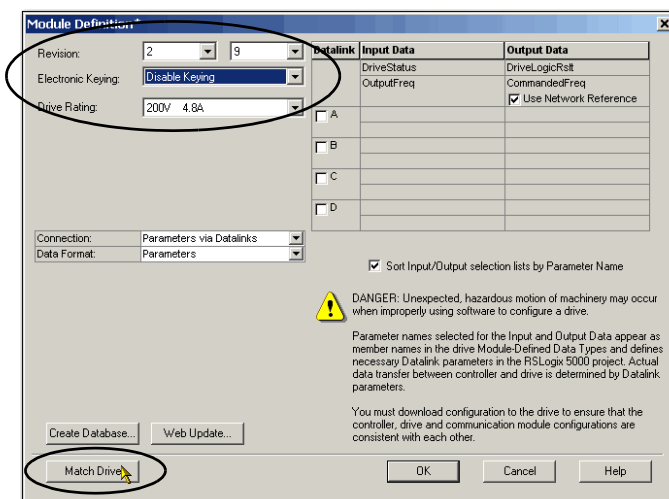 Module Definition*
Revision: 2 9
Electronic Keying: Disable Keying
Drive Rating: 200V 4.8A
Connection: Parameters via Datalinks
Data Format: Parameters
Create Database... Web Update...
Match Drive
Datalink Input Data Output Data
DriveStatus DriveLogicRslt
OutputFreq CommandedFreq
Use Network Reference
A
B
C
D
Sort Input/Output selection lists by Parameter Name
DANGER: Unexpected, hazardous motion of machinery may occur
when improperly using software to configure a drive.
Parameter names selected for the Input and Output Data appear as
member names in the drive Module-Defined Data Types and defines
necessary Datalink parameters in the RSLogix 5000 project. Actual
data transfer between controller and drive is determined by Datalink
parameters.
You must download configuration to the drive to ensure that the
controller, drive and communication module configurations are
consistent with each other.
OK Cancel Help